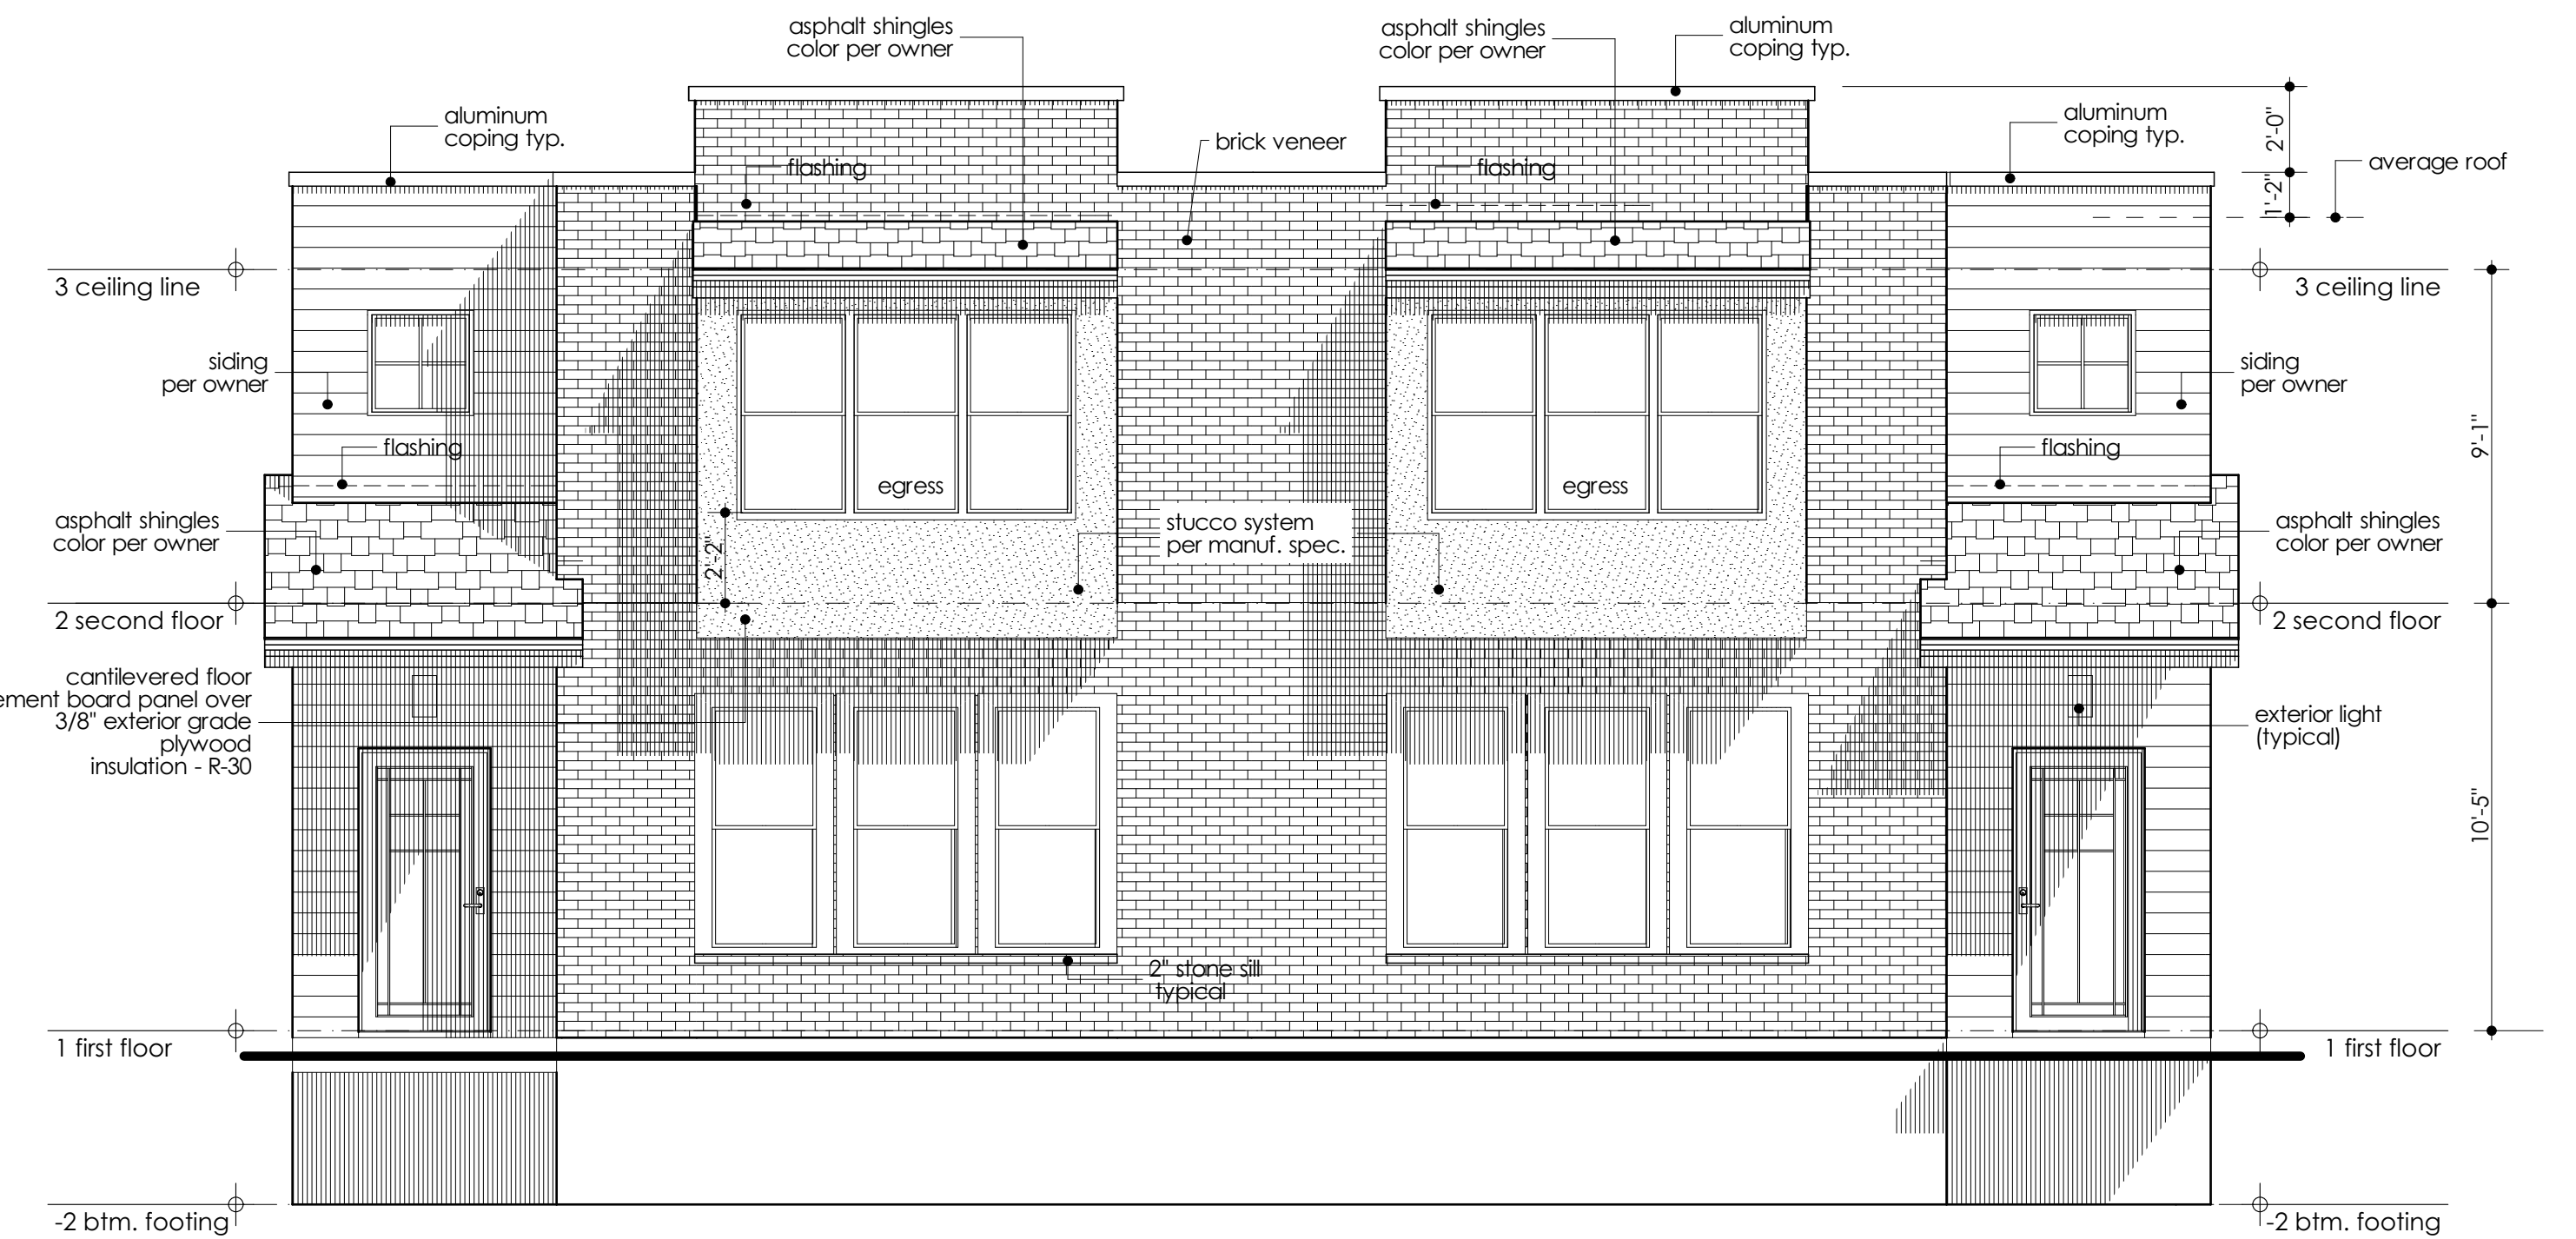 asphalt shingles
color per owner
asphalt shingles
color per owner
aluminum
coping typ.
aluminum
coping typ.
aluminum
coping typ.
brick veneer
flashing
flashing
2'-0"
1'-2"
average roof
3 ceiling line
3 ceiling line
siding
per owner
siding
per owner
9'-1"
flashing
flashing
egress
egress
asphalt shingles
color per owner
stucco system
per manuf. spec.
asphalt shingles
color per owner
2'-2"
2 second floor
2 second floor
cantilevered floor
ement board panel over
3/8" exterior grade
plywood
insulation - R-30
exterior light
(typical)
10'-5"
2" stone sill
typical
1 first floor
1 first floor
-2 btm. footing
-2 btm. footing